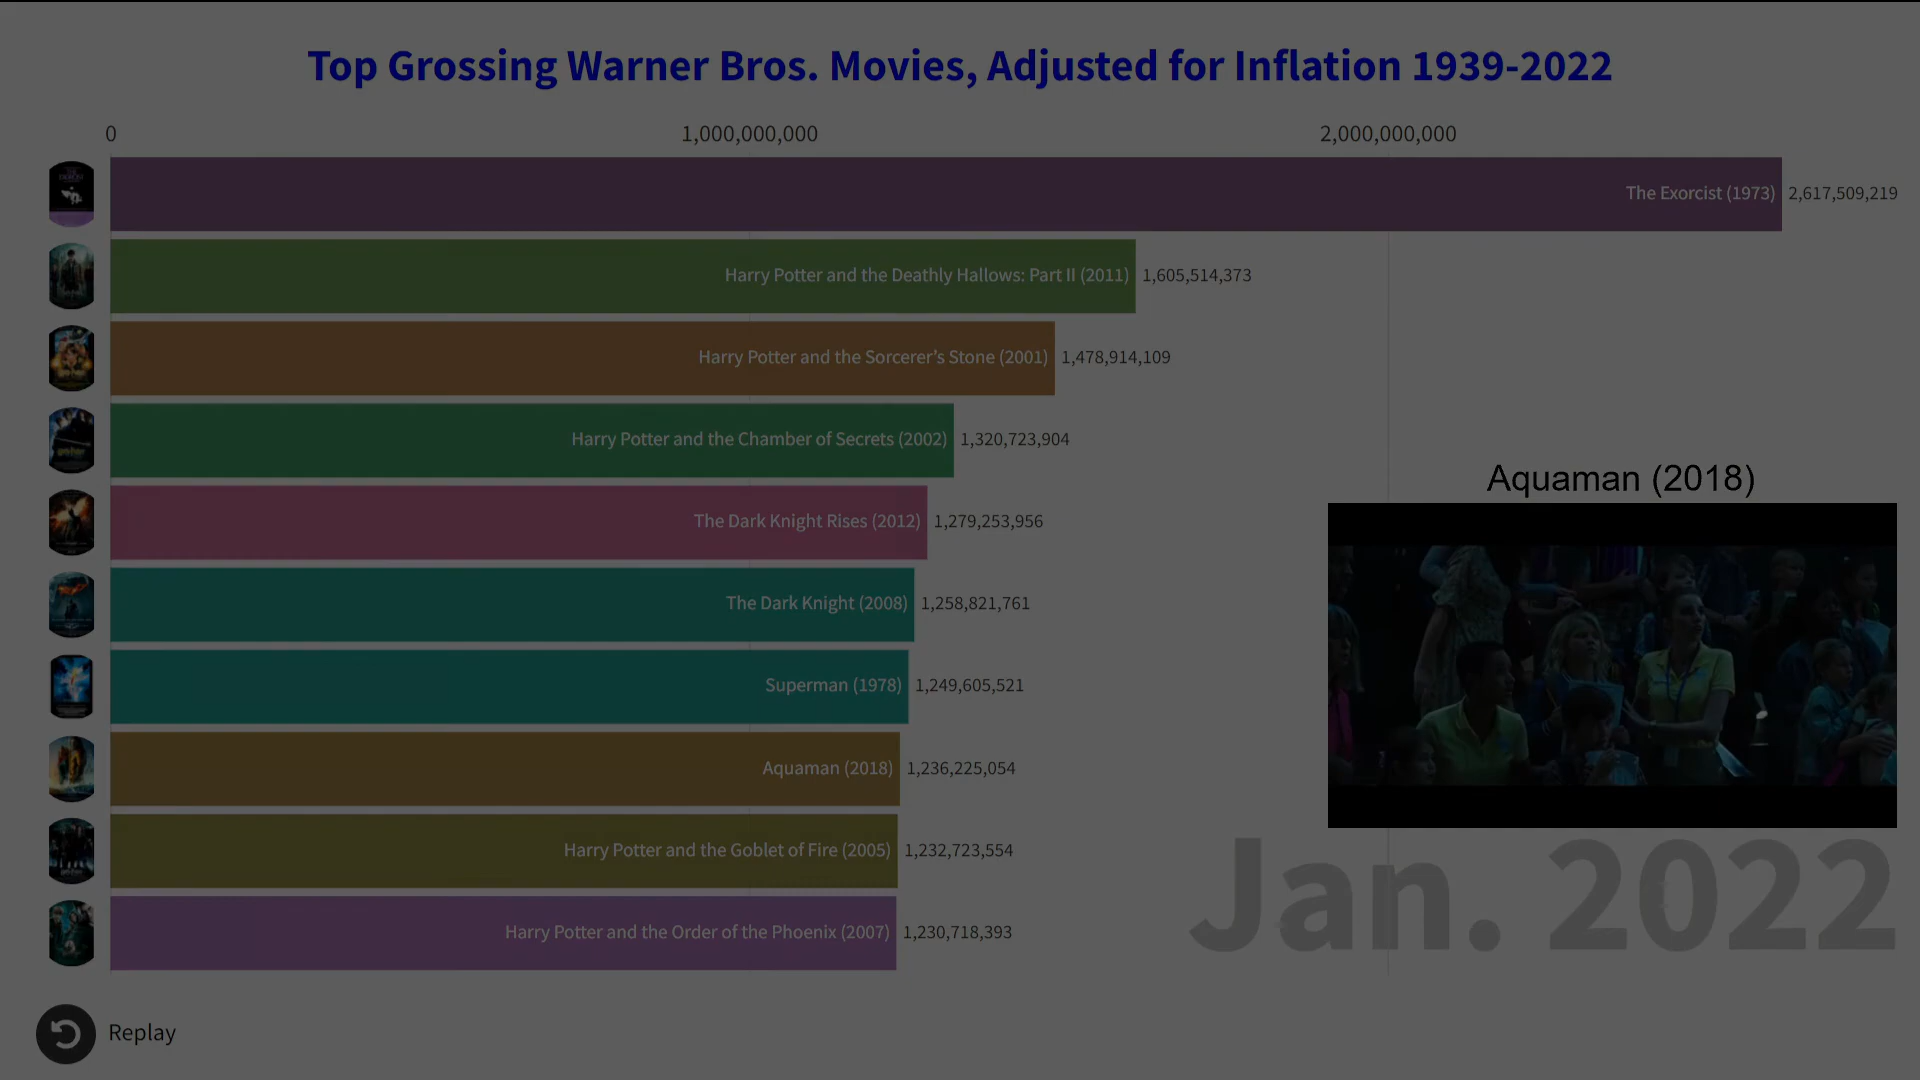 Top Grossing Warner Bros. Movies, Adjusted for Inflation 1939-2022
0 1,000,000,000 2,000,000,000
The Exorcist (1973) 2,617,509,219
Harry Potter and the Deathly Hallows: Part II (2011) 1,605,514,373
Harry Potter and the Sorcerer’s Stone (2001) 1,478,914,109
Harry Potter and the Chamber of Secrets (2002) 1,320,723,904
Aquaman (2018)
The Dark Knight Rises (2012) 1,279,253,956
The Dark Knight (2008) 1,258,821,761
Superman (1978) 1,249,605,521
Aquaman (2018) 1,236,225,054
Harry Potter and the Goblet of Fire (2005) 1,232,723,554
Jan. 2022
Harry Potter and the Order of the Phoenix (2007) 1,230,718,393
Replay